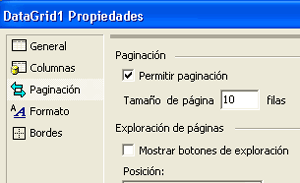 DataGrid1 Propiedades
General
Columnas
Paginación
Formato
Bordes
Paginación
Permitir paginación
Tamaño de página 10 filas
Exploración de páginas
Mostrar botones de exploración
Posición: